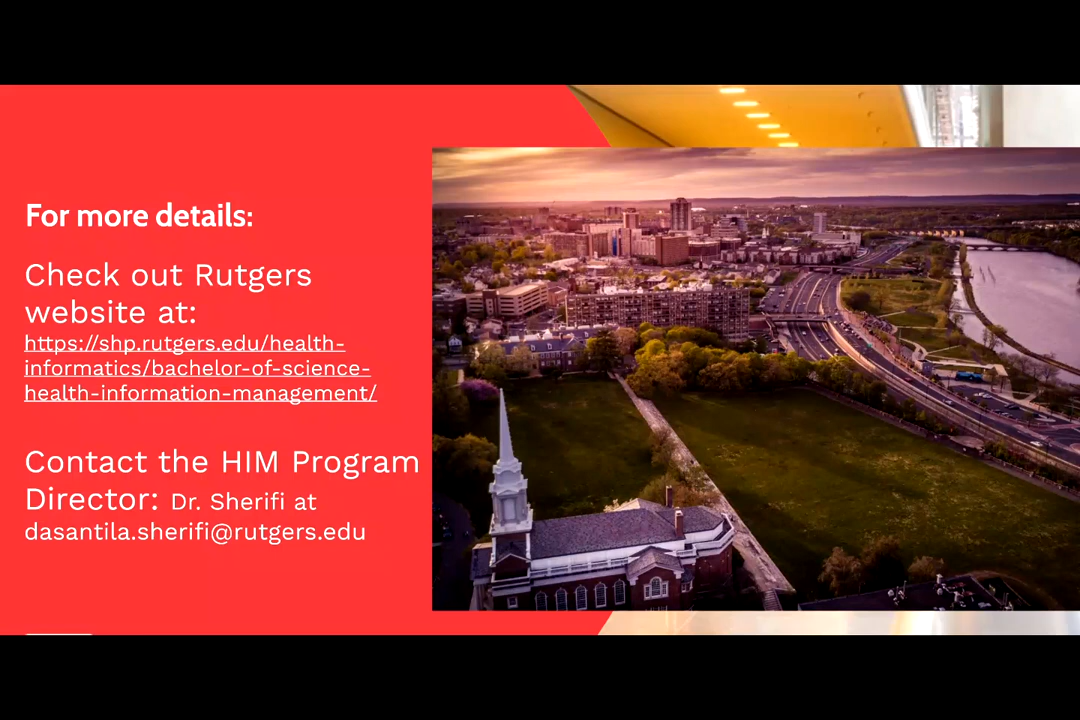 For more details:
Check out Rutgers
website at:
https://shp.rutgers.edu/health-
informatics/bachelor-of-science-
health-information-management/
Contact the HIM Program
Director: Dr. Sherifi at
dasantila.sherifi@rutgers.edu